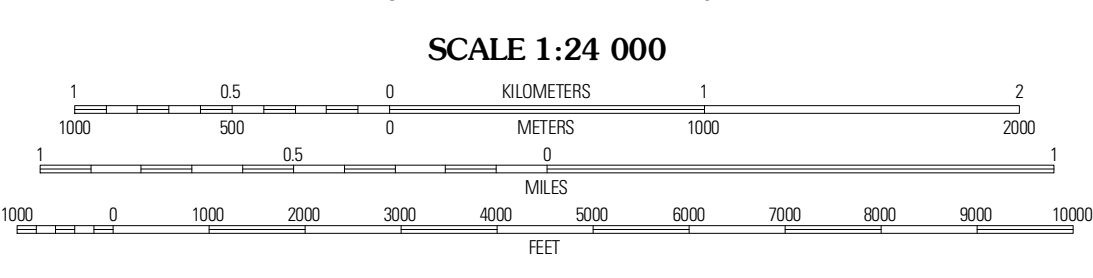 SCALE 1:24 000
1 0.5 0 KILOMETERS 1 2
1000 500 0 METERS 1000 2000
1 0.5 0 1
MILES
1000 0 1000 2000 3000 4000 5000 6000 7000 8000 9000 10000
FEET